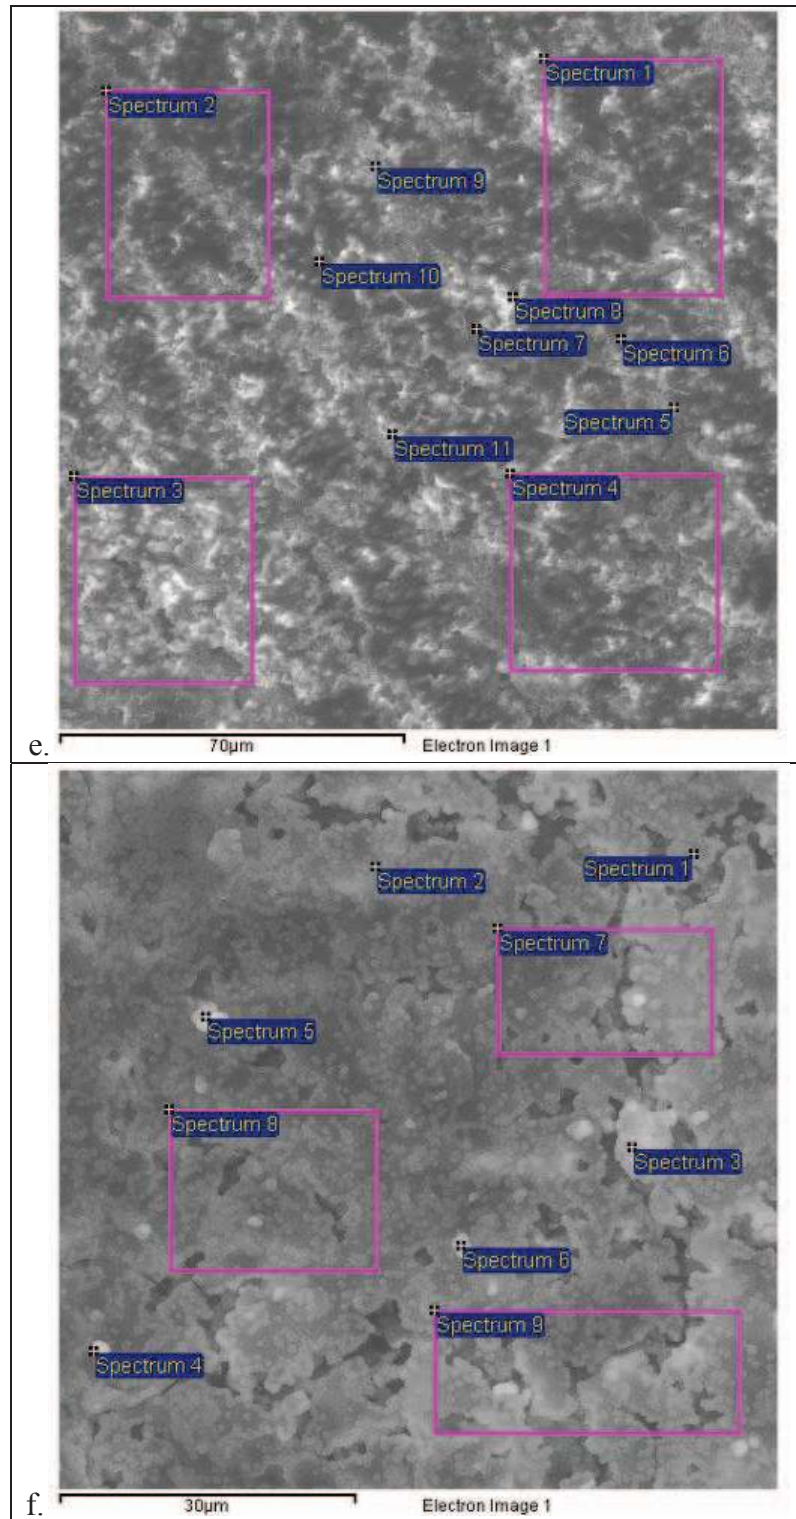 Spectrum 1
Spectrum 2
Spectrum 9
Spectrum 10
Spectrum 8
Spectrum 7
Spectrum 6
Spectrum 5
Spectrum 11
Spectrum 3
Spectrum 4
e.
70µm
Electron Image 1
Spectrum 1
Spectrum 2
Spectrum 7
Spectrum 5
Spectrum 8
Spectrum 3
Spectrum 6
Spectrum 9
Spectrum 4
f.
30µm
Electron Image 1